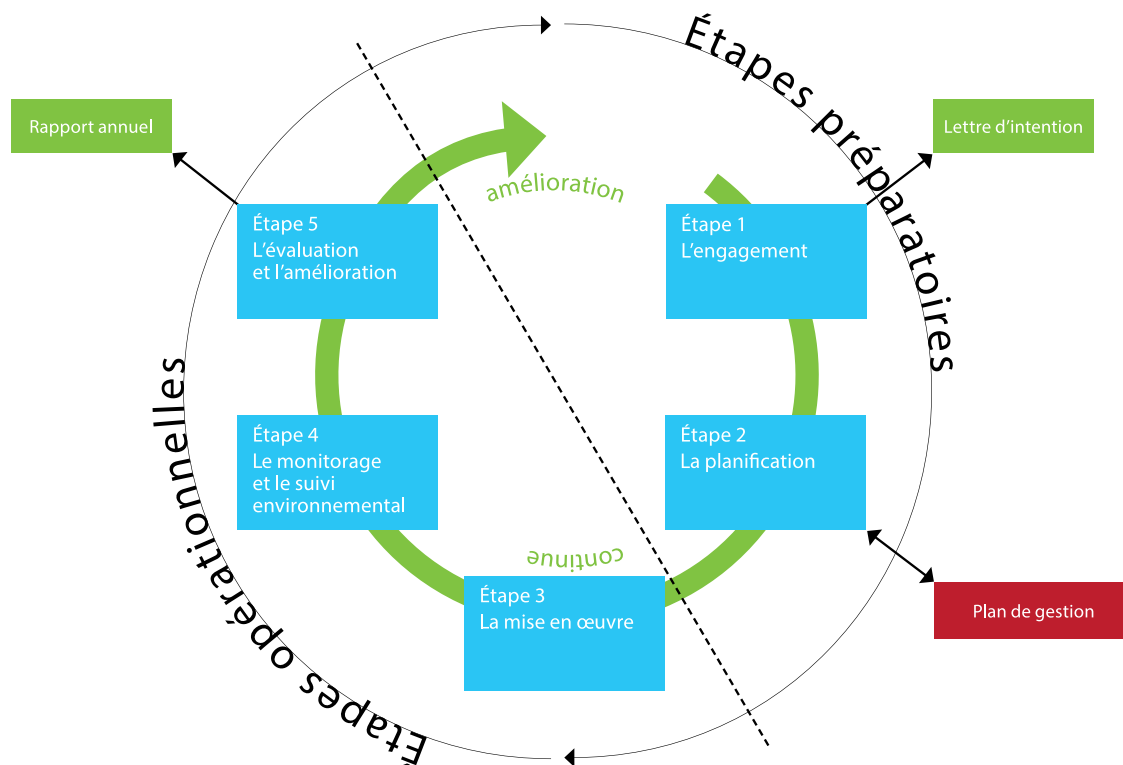 Étapes préparatoires
Rapport annuel
Lettre d'intention
amélioration
Étape 5
L'évaluation
et l'amélioration
Étape 1
L'engagement
Étape 4
Le monitorage
et le suivi
environnemental
Étape 2
La planification
continue
Étape 3
La mise en œuvre
Plan de gestion
Étapes opérationnelles